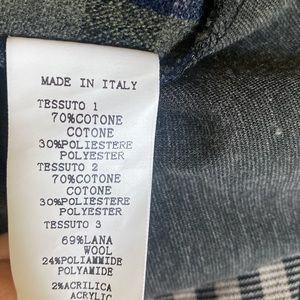 MADE IN ITALY
TESSUTO 1
70%COTONE
COTONE
30%POLIESTERE
POLYESTER
TESSUTO 2
70%COTONE
COTONE
30%POLIESTERE
POLYESTER
TESSUTO 3
69%LANA
WOOL
24%POLIAMMIDE
POLYAMIDE
2%ACRILICA
ACRYLIC